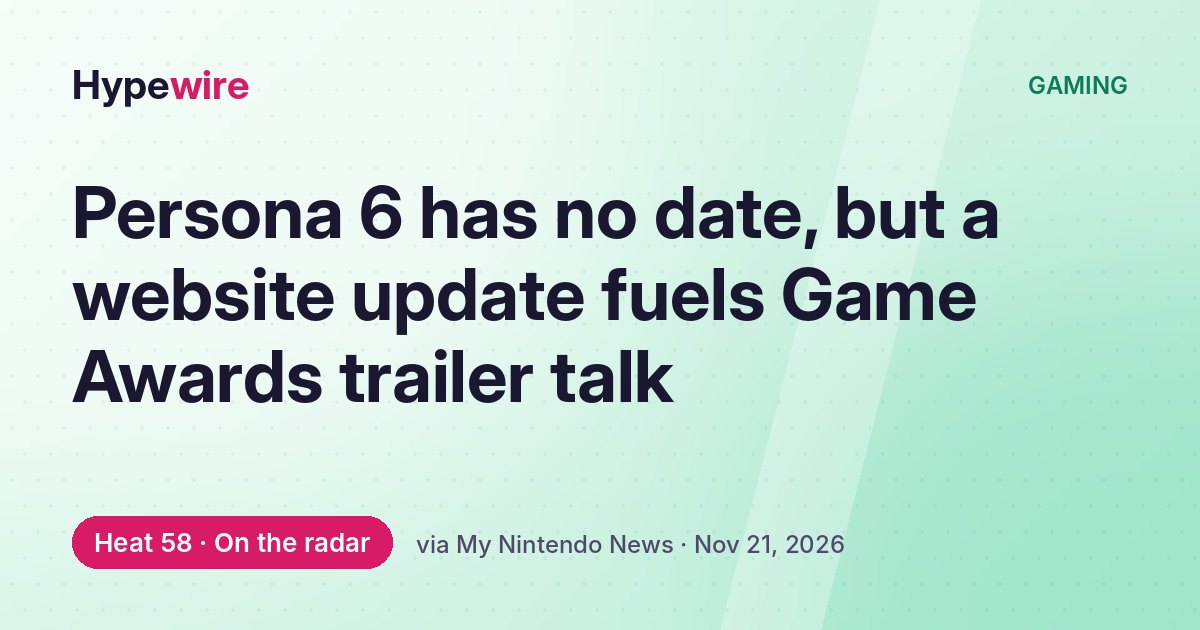 Hypewire
GAMING
Persona 6 has no date, but a
website update fuels Game
Awards trailer talk
Heat 58 · On the radar
via My Nintendo News · Nov 21, 2026